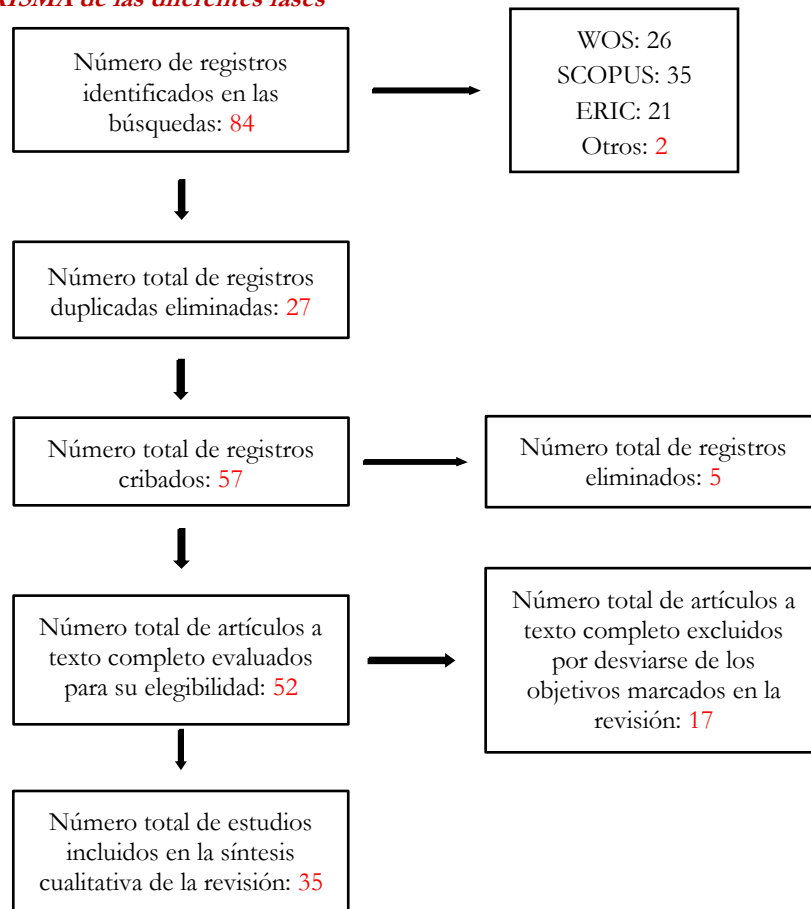 de las diferentes fases
Número de registros
identificados en las
búsquedas: 84
WOS: 26
SCOPUS: 35
ERIC: 21
Otros: 2
Número total de registros
duplicadas eliminadas: 27
Número total de registros
cribados: 57
Número total de registros
eliminados: 5
Número total de artículos a
texto completo evaluados
para su elegibilidad: 52
Número total de artículos a
texto completo excluidos
por desviarse de los
objetivos marcados en la
revisión: 17
Número total de estudios
incluidos en la síntesis
cualitativa de la revisión: 35